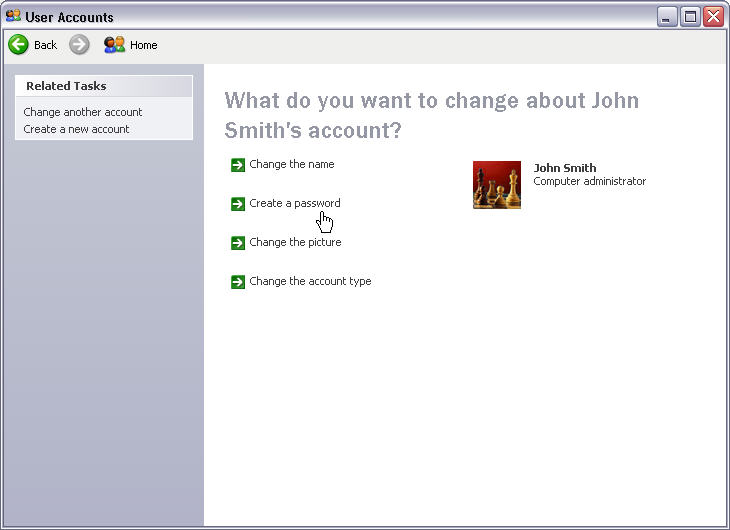 User Accounts
Back Home
Related Tasks
Change another account
Create a new account
What do you want to change about John
Smith's account?
Change the name
Create a password
Change the picture
Change the account type
John Smith
Computer administrator